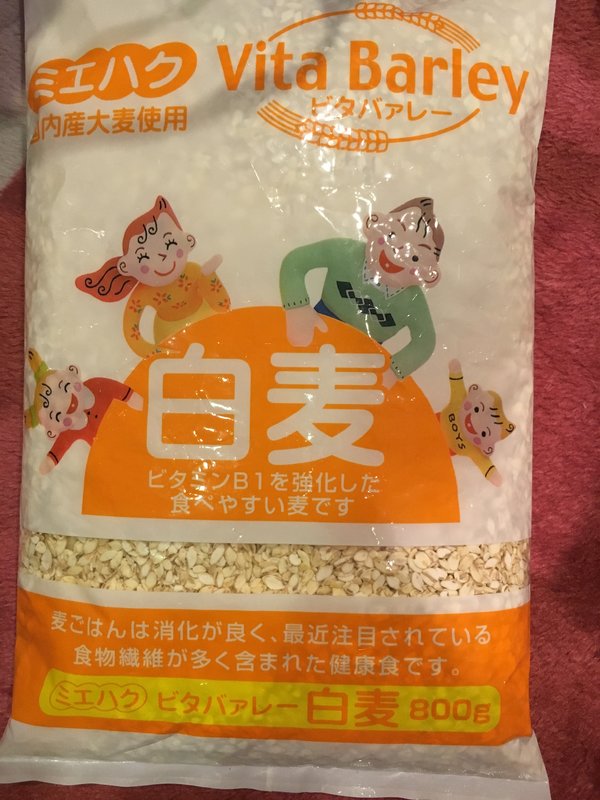 ミエハク
Vita Barley
国内産大麦使用
ビタバァレー
BOYS
白麦
ビタミンB1を強化した
食べやすい麦です
麦ごはんは消化が良く、最近注目されている
食物繊維が多く含まれた健康食です。
ミエハク ビタバァレー 白麦 800g